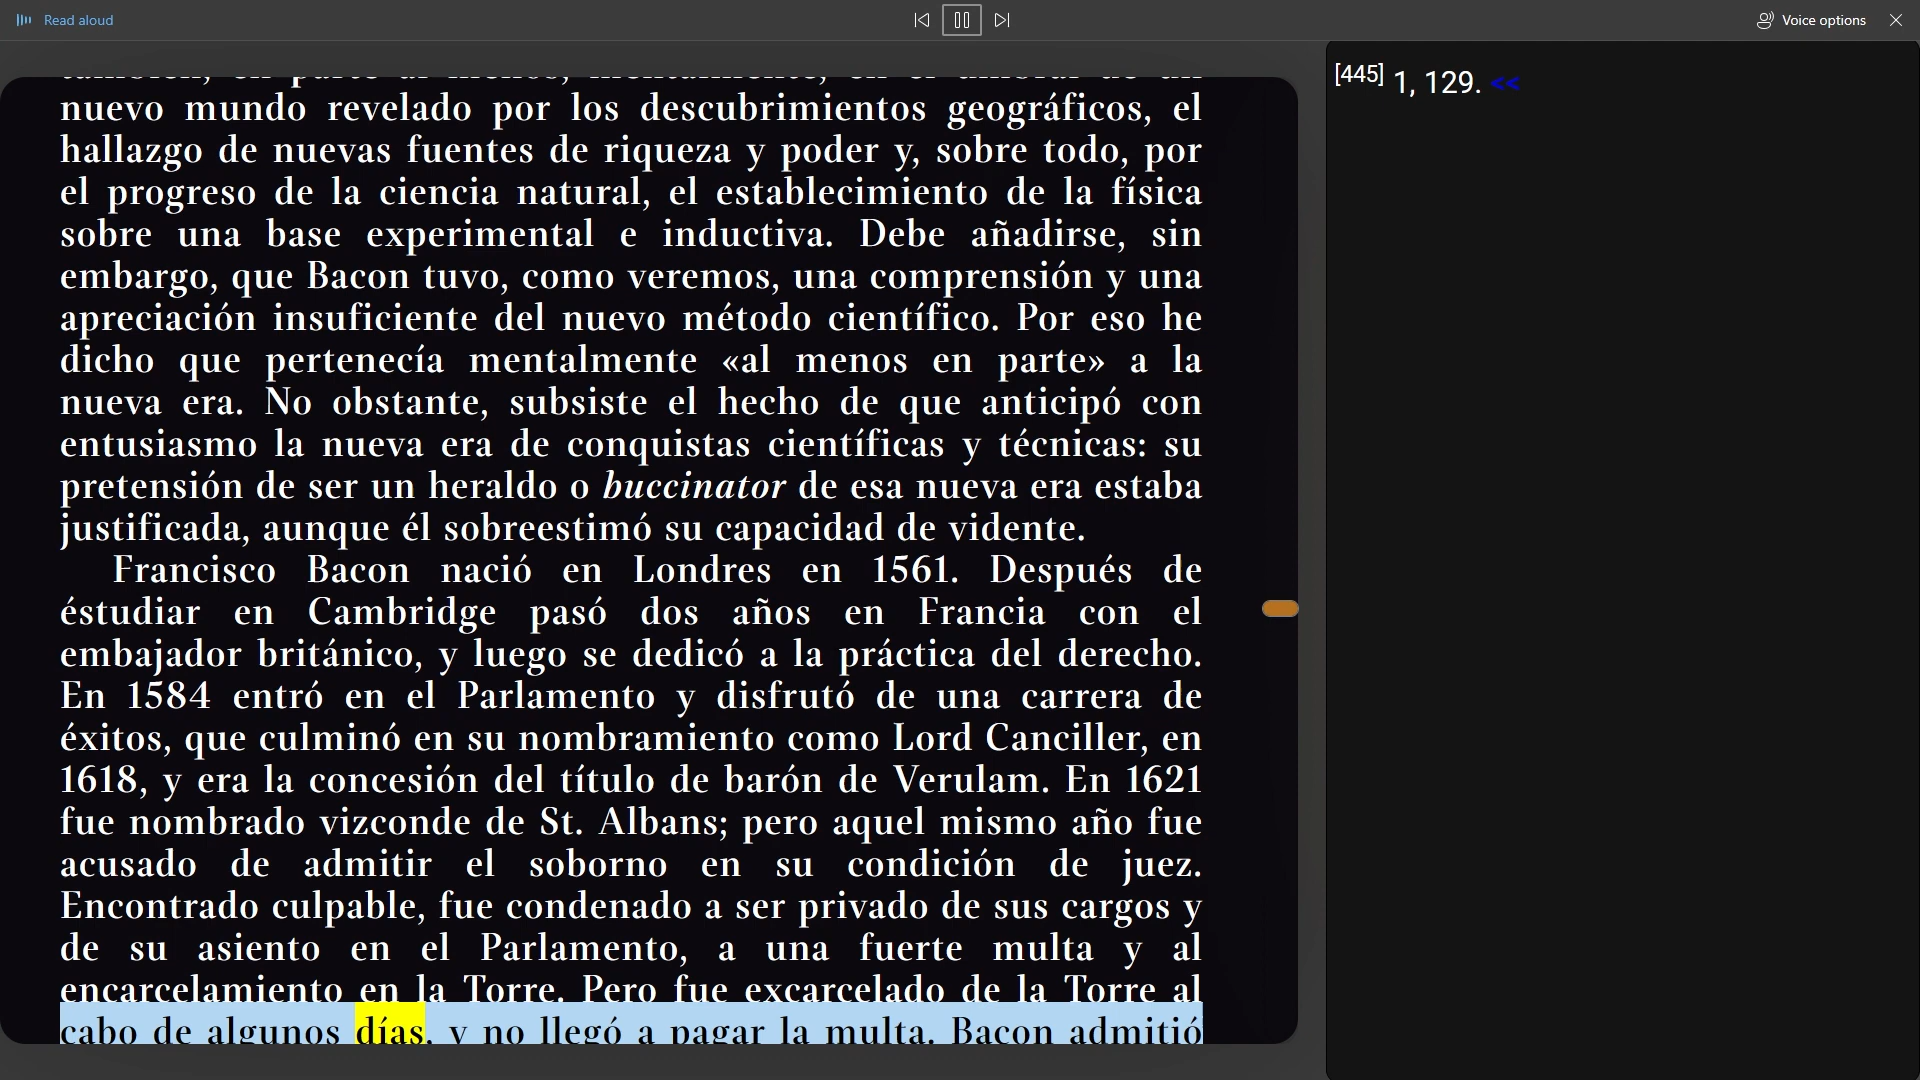 Read aloud
Voice options
nuevo mundo revelado por los descubrimientos geográficos, el
hallazgo de nuevas fuentes de riqueza y poder y, sobre todo, por
el progreso de la ciencia natural, el establecimiento de la física
sobre una base experimental e inductiva. Debe añadirse, sin
embargo, que Bacon tuvo, como veremos, una comprensión y una
apreciación insuficiente del nuevo método científico. Por eso he
dicho que pertenecía mentalmente «al menos en parte» a la
nueva era. No obstante, subsiste el hecho de que anticipó con
entusiasmo la nueva era de conquistas científicas y técnicas: su
pretensión de ser un heraldo o buccinator de esa nueva era estaba
justificada, aunque él sobreestimó su capacidad de vidente.
Francisco Bacon nació en Londres en 1561. Después de
éstudiar en Cambridge pasó dos años en Francia con el
embajador británico, y luego se dedicó a la práctica del derecho.
En 1584 entró en el Parlamento y disfrutó de una carrera de
éxitos, que culminó en su nombramiento como Lord Canciller, en
1618, y era la concesión del título de barón de Verulam. En 1621
fue nombrado vizconde de St. Albans; pero aquel mismo año fue
acusado de admitir el soborno en su condición de juez.
Encontrado culpable, fue condenado a ser privado de sus cargos y
de su asiento en el Parlamento, a una fuerte multa y al
encarcelamiento en la Torre. Pero fue excarcelado de la Torre al
cabo de algunos días, y no llegó a pagar la multa. Bacon admitió
[445] 1, 129. <<